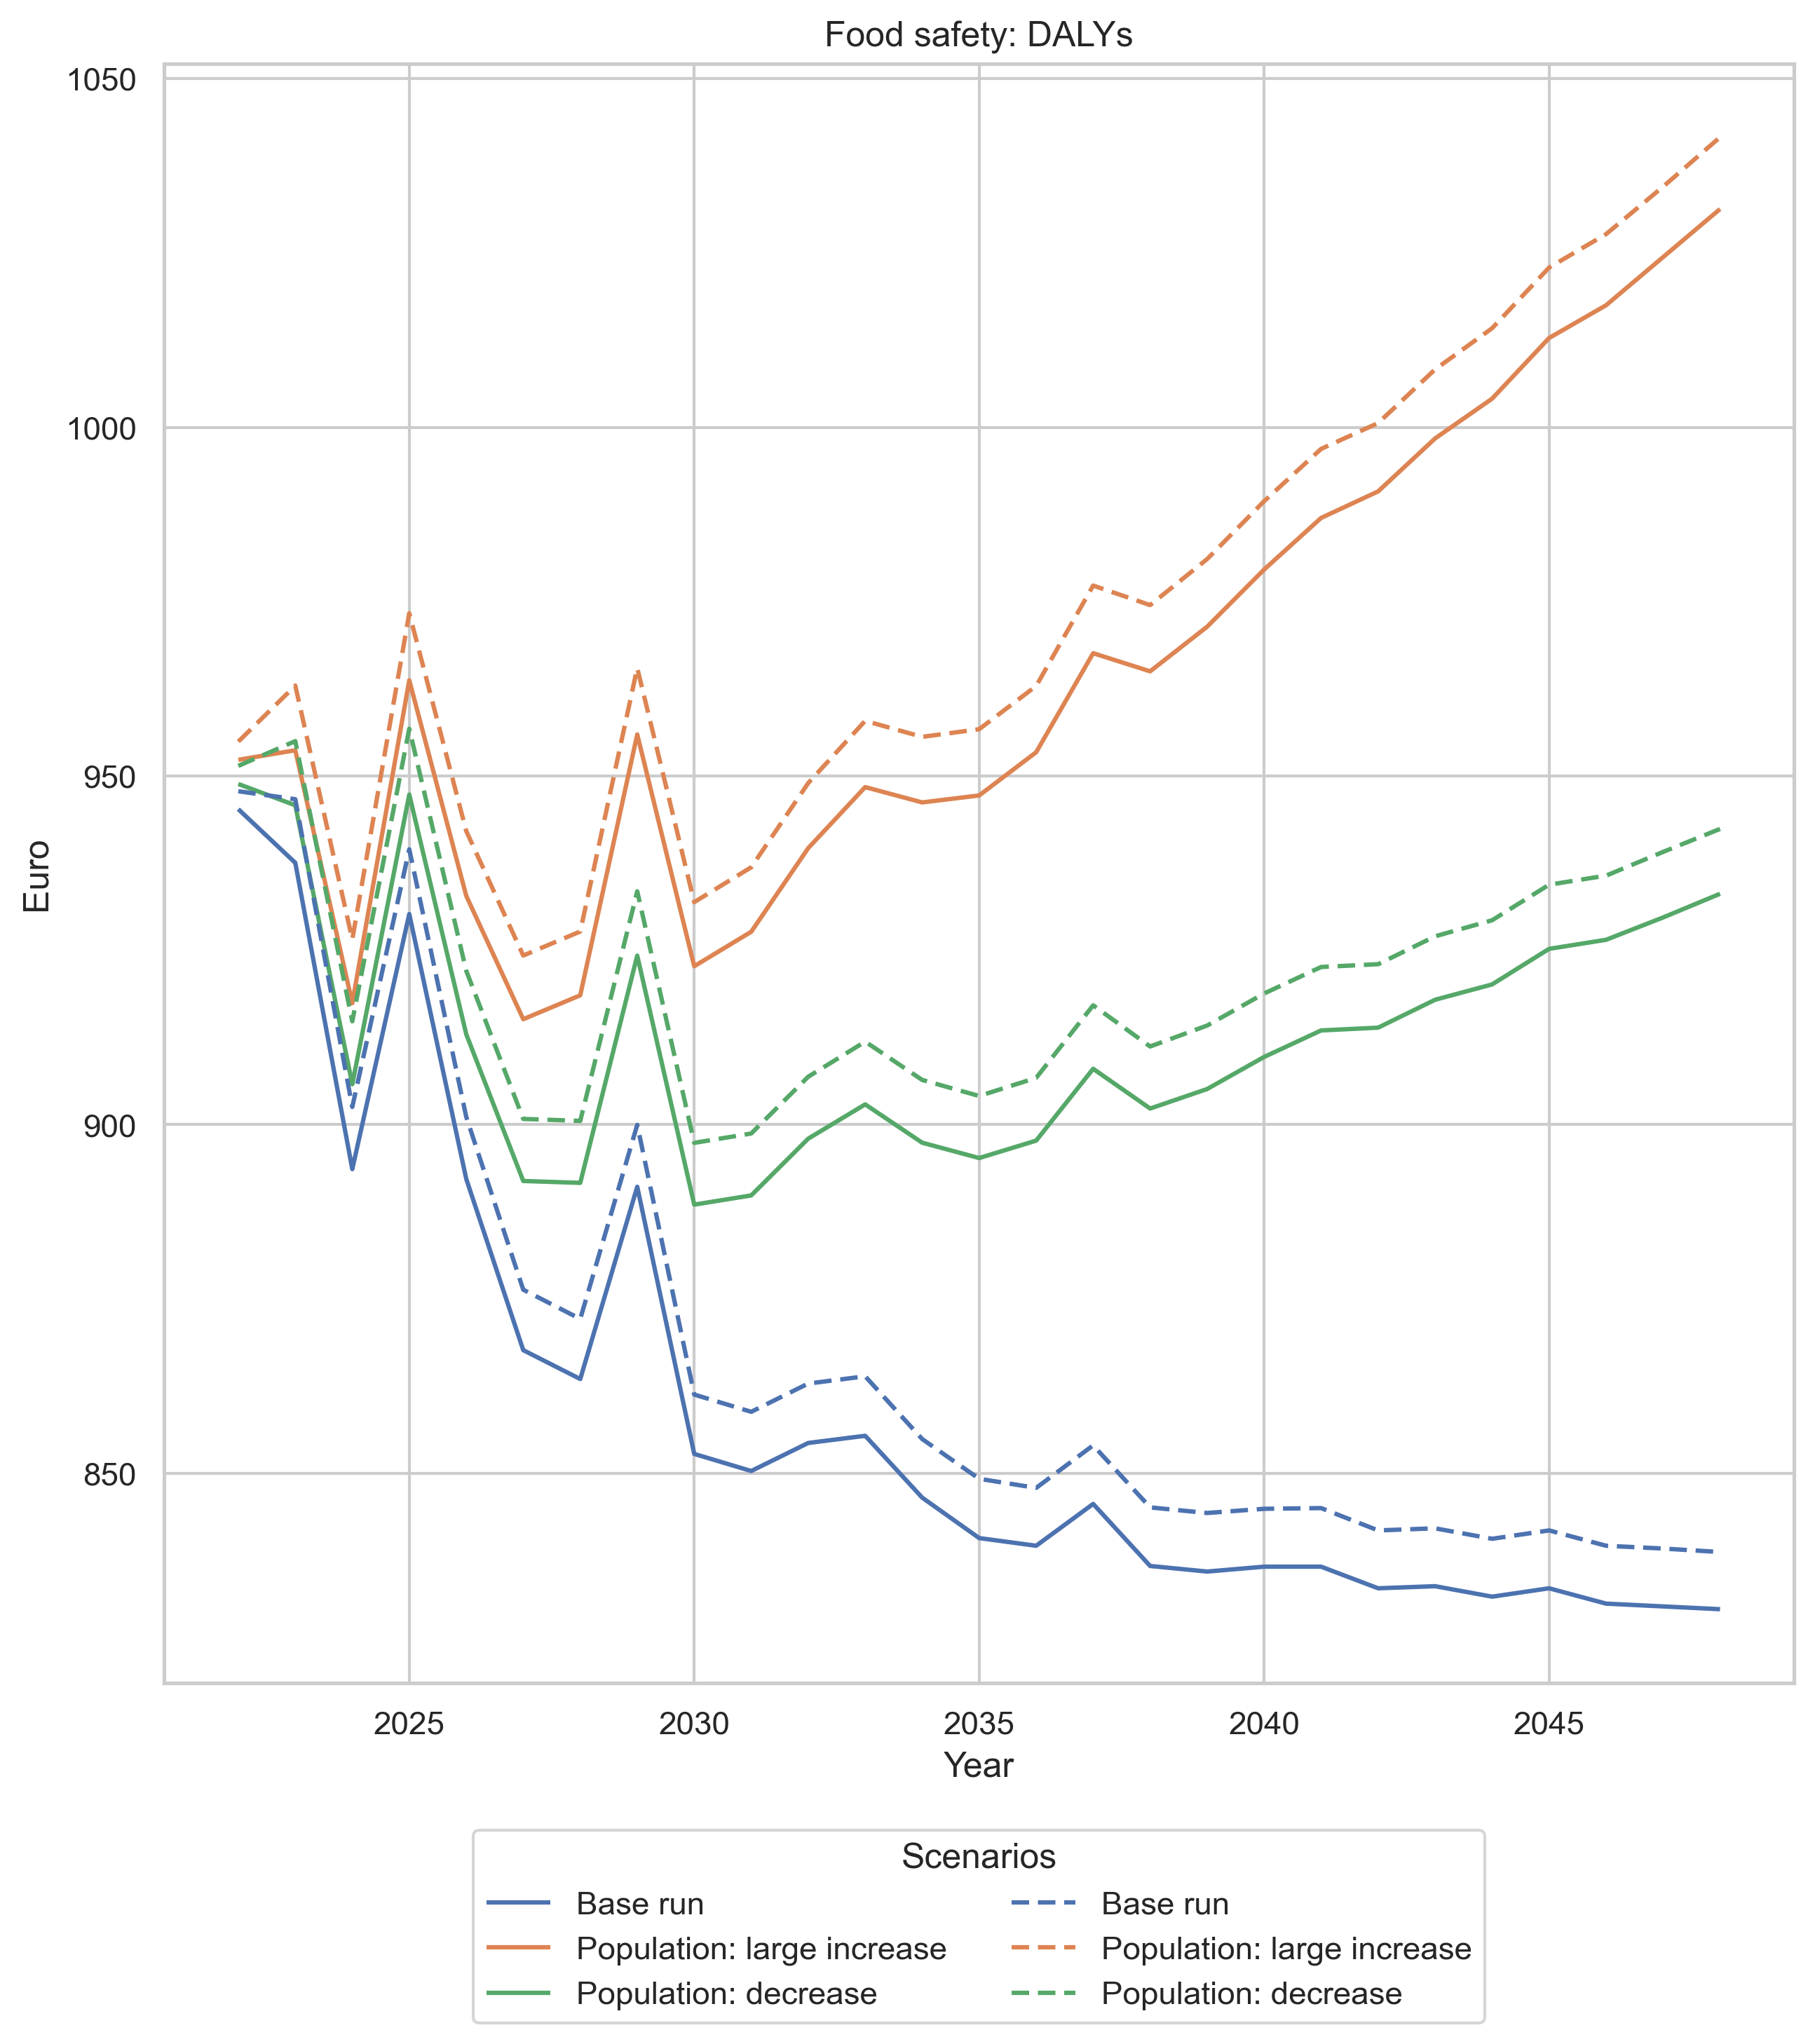 Food safety: DALYs
1050
1000
950
900
850
Euro
2025 2030 2035 2040 2045
Year
Scenarios
Base run Base run
Population: large increase Population: large increase
Population: decrease Population: decrease